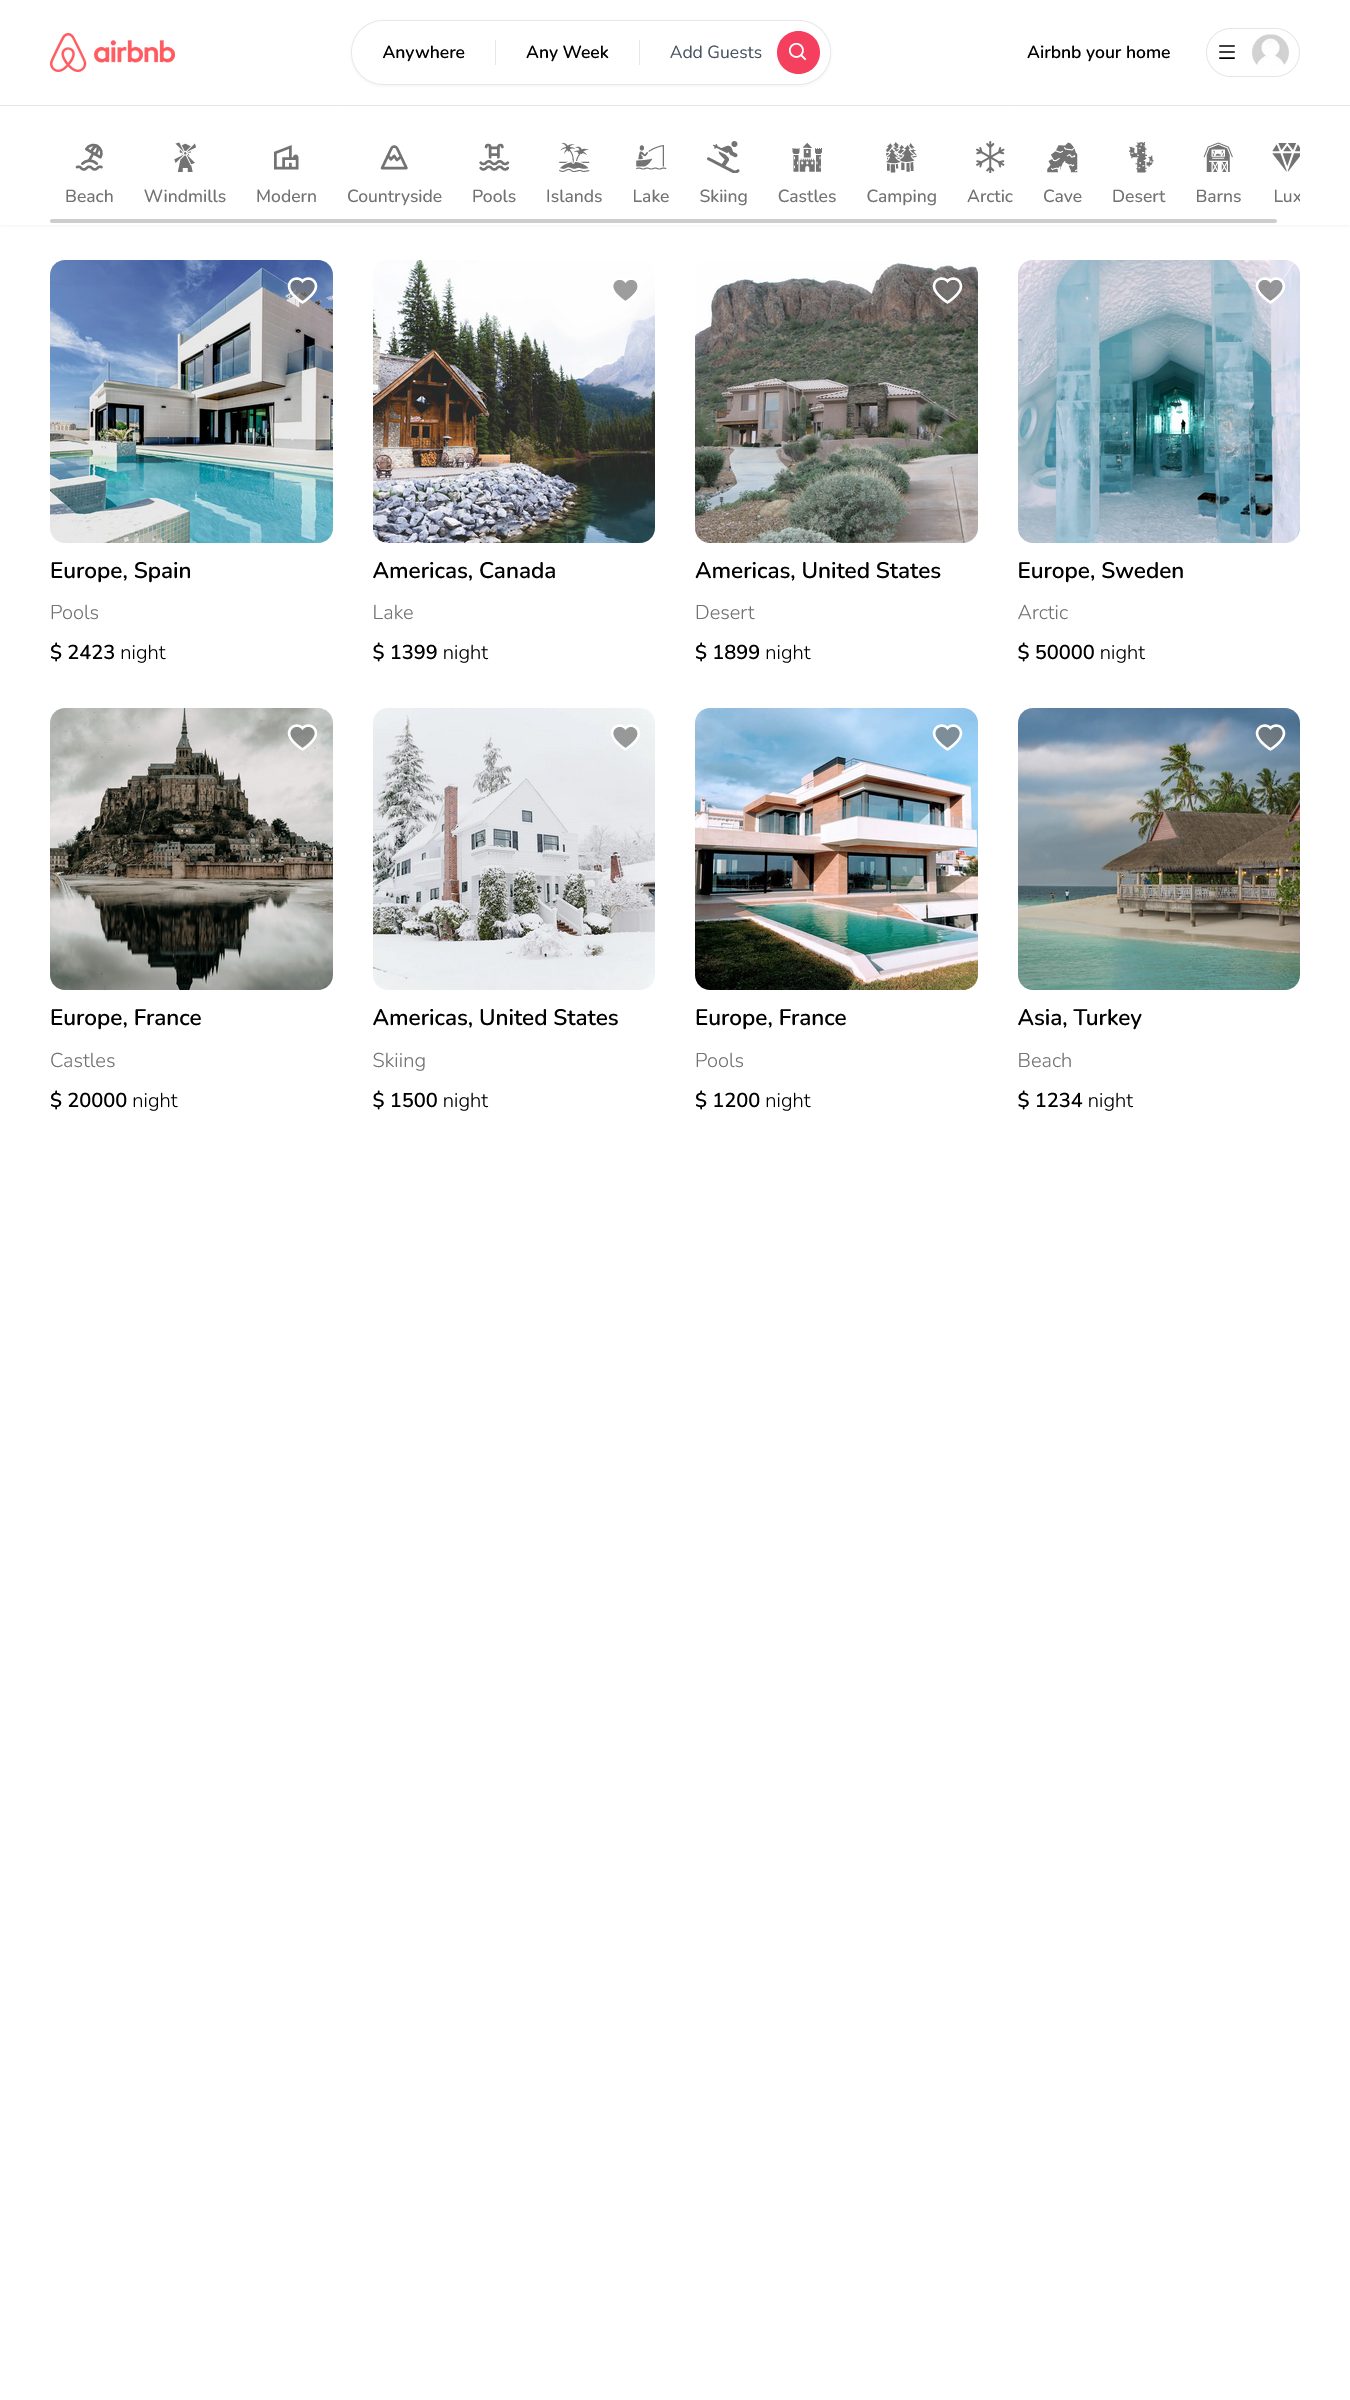 airbnb
Anywhere
Any Week
Add Guests
Airbnb your home
Beach
Windmills
Modern
Countryside
Pools
Islands
Lake
Skiing
Castles
Camping
Arctic
Cave
Desert
Barns
Lux
Europe, Spain
Pools
$ 2423 night
Americas, Canada
Lake
$ 1399 night
Americas, United States
Desert
$ 1899 night
Europe, Sweden
Arctic
$ 50000 night
Europe, France
Castles
$ 20000 night
Americas, United States
Skiing
$ 1500 night
Europe, France
Pools
$ 1200 night
Asia, Turkey
Beach
$ 1234 night